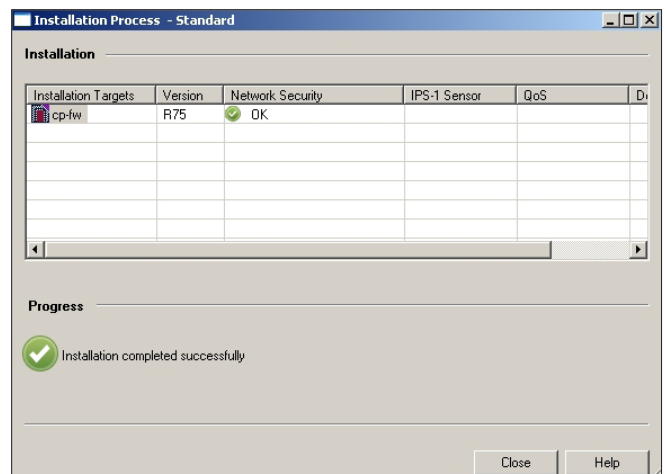 Installation Process - Standard
Installation
Installation Targets Version Network Security IPS-1 Sensor QoS De
cp-fw R75 OK
Progress
Installation completed successfully
Close Help